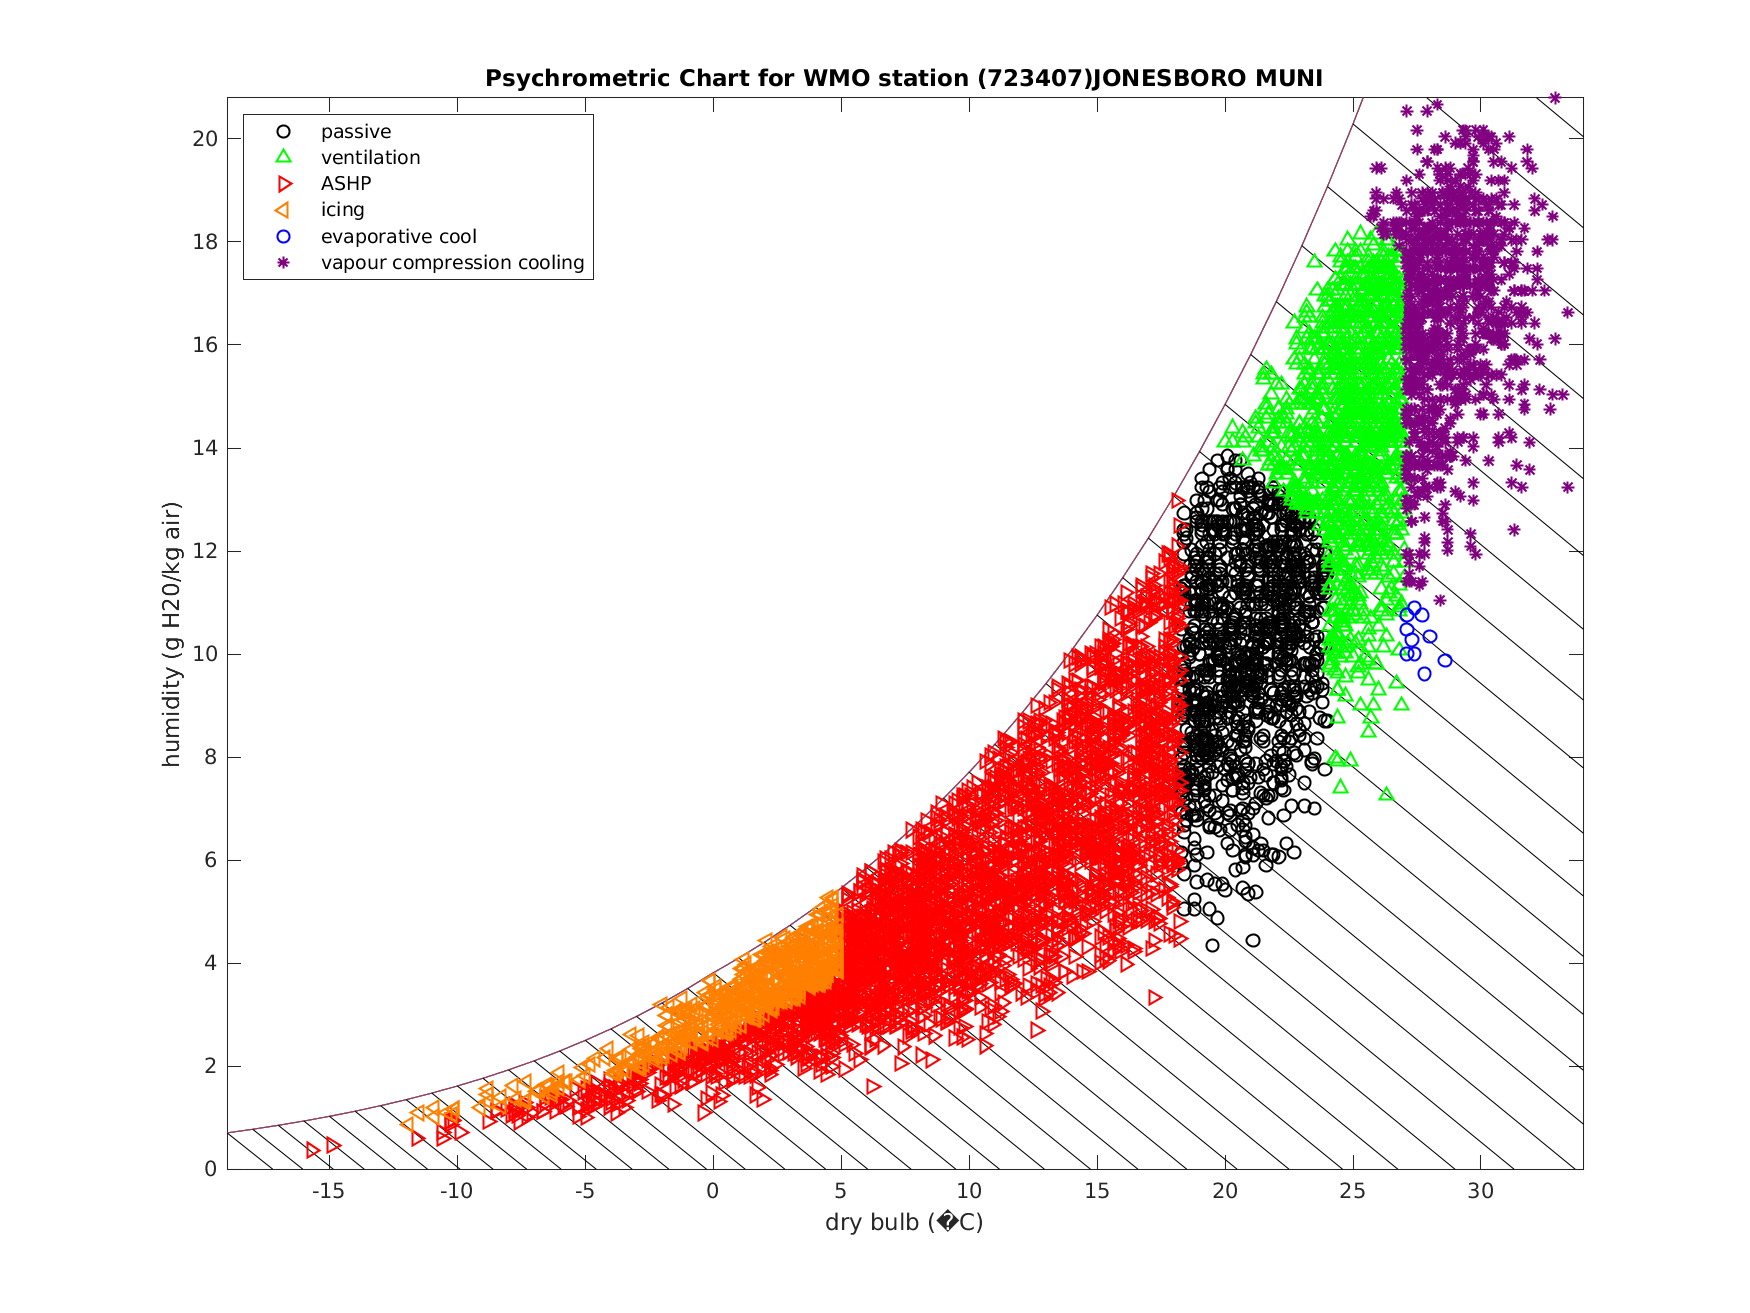 Psychrometric Chart for WMO station (723407)JONESBORO MUNI
passive
ventilation
ASHP
icing
evaporative cool
vapour compression cooling
humidity (g H20/kg air)
20
18
16
14
12
10
8
6
4
2
0
-15 -10 -5 0 5 10 15 20 25 30
dry bulb (�C)